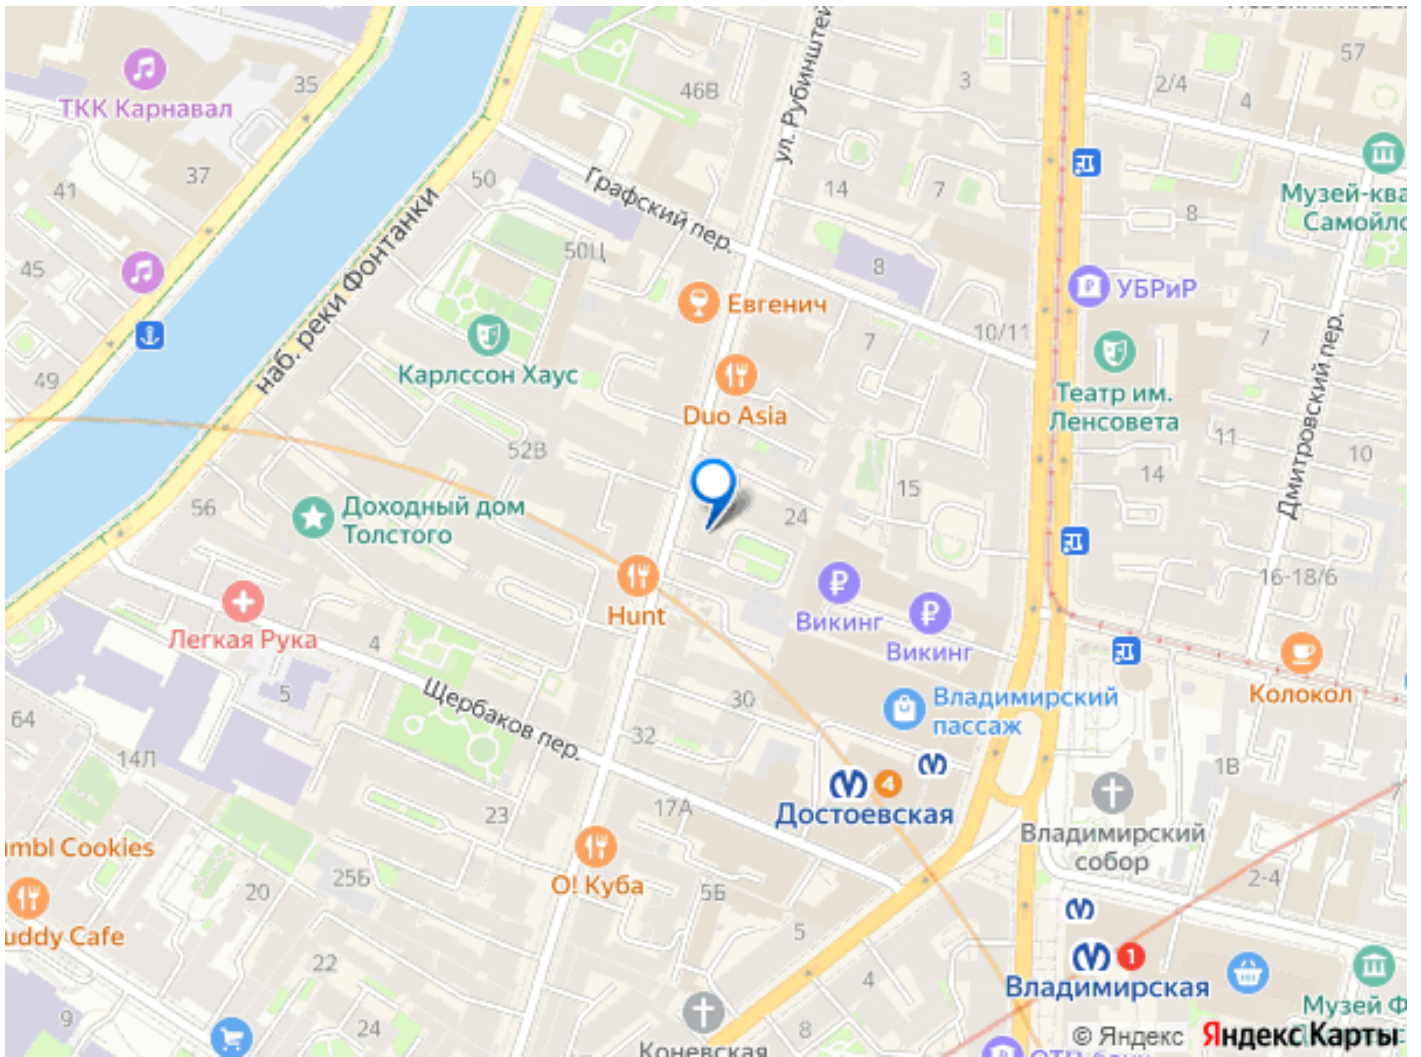 57
ТКК Карнавал
35
46В
ул. Рубинштей
3
2/4
4
41
37
50
Графский пер.
14
7
8
Музей-ква
Самойло
45
наб. реки Фонтанки
50Ц
8
УБРиР
Евгенич
10/11
7
7
Дмитровский пер.
49
Карлссон Хаус
Duo Asia
Театр им.
Ленсовета
11
10
14
52В
15
56
Доходный дом
Толстого
24
16-18/6
Hunt
Викинг
Викинг
Легкая Рука
4
5
Щербаков пер.
30
32
Владимирский
пассаж
Колокол
64
14Л
1В
7
4
Достоевская
23
17А
Владимирский
собор
mbl Cookies
25Б
20
О! Куба
5Б
2-4
uddy Cafe
22
5
4
1
Владимирская
Музей Ф
9
24
8
Коневская
© Яндекс
Яндекс Карты